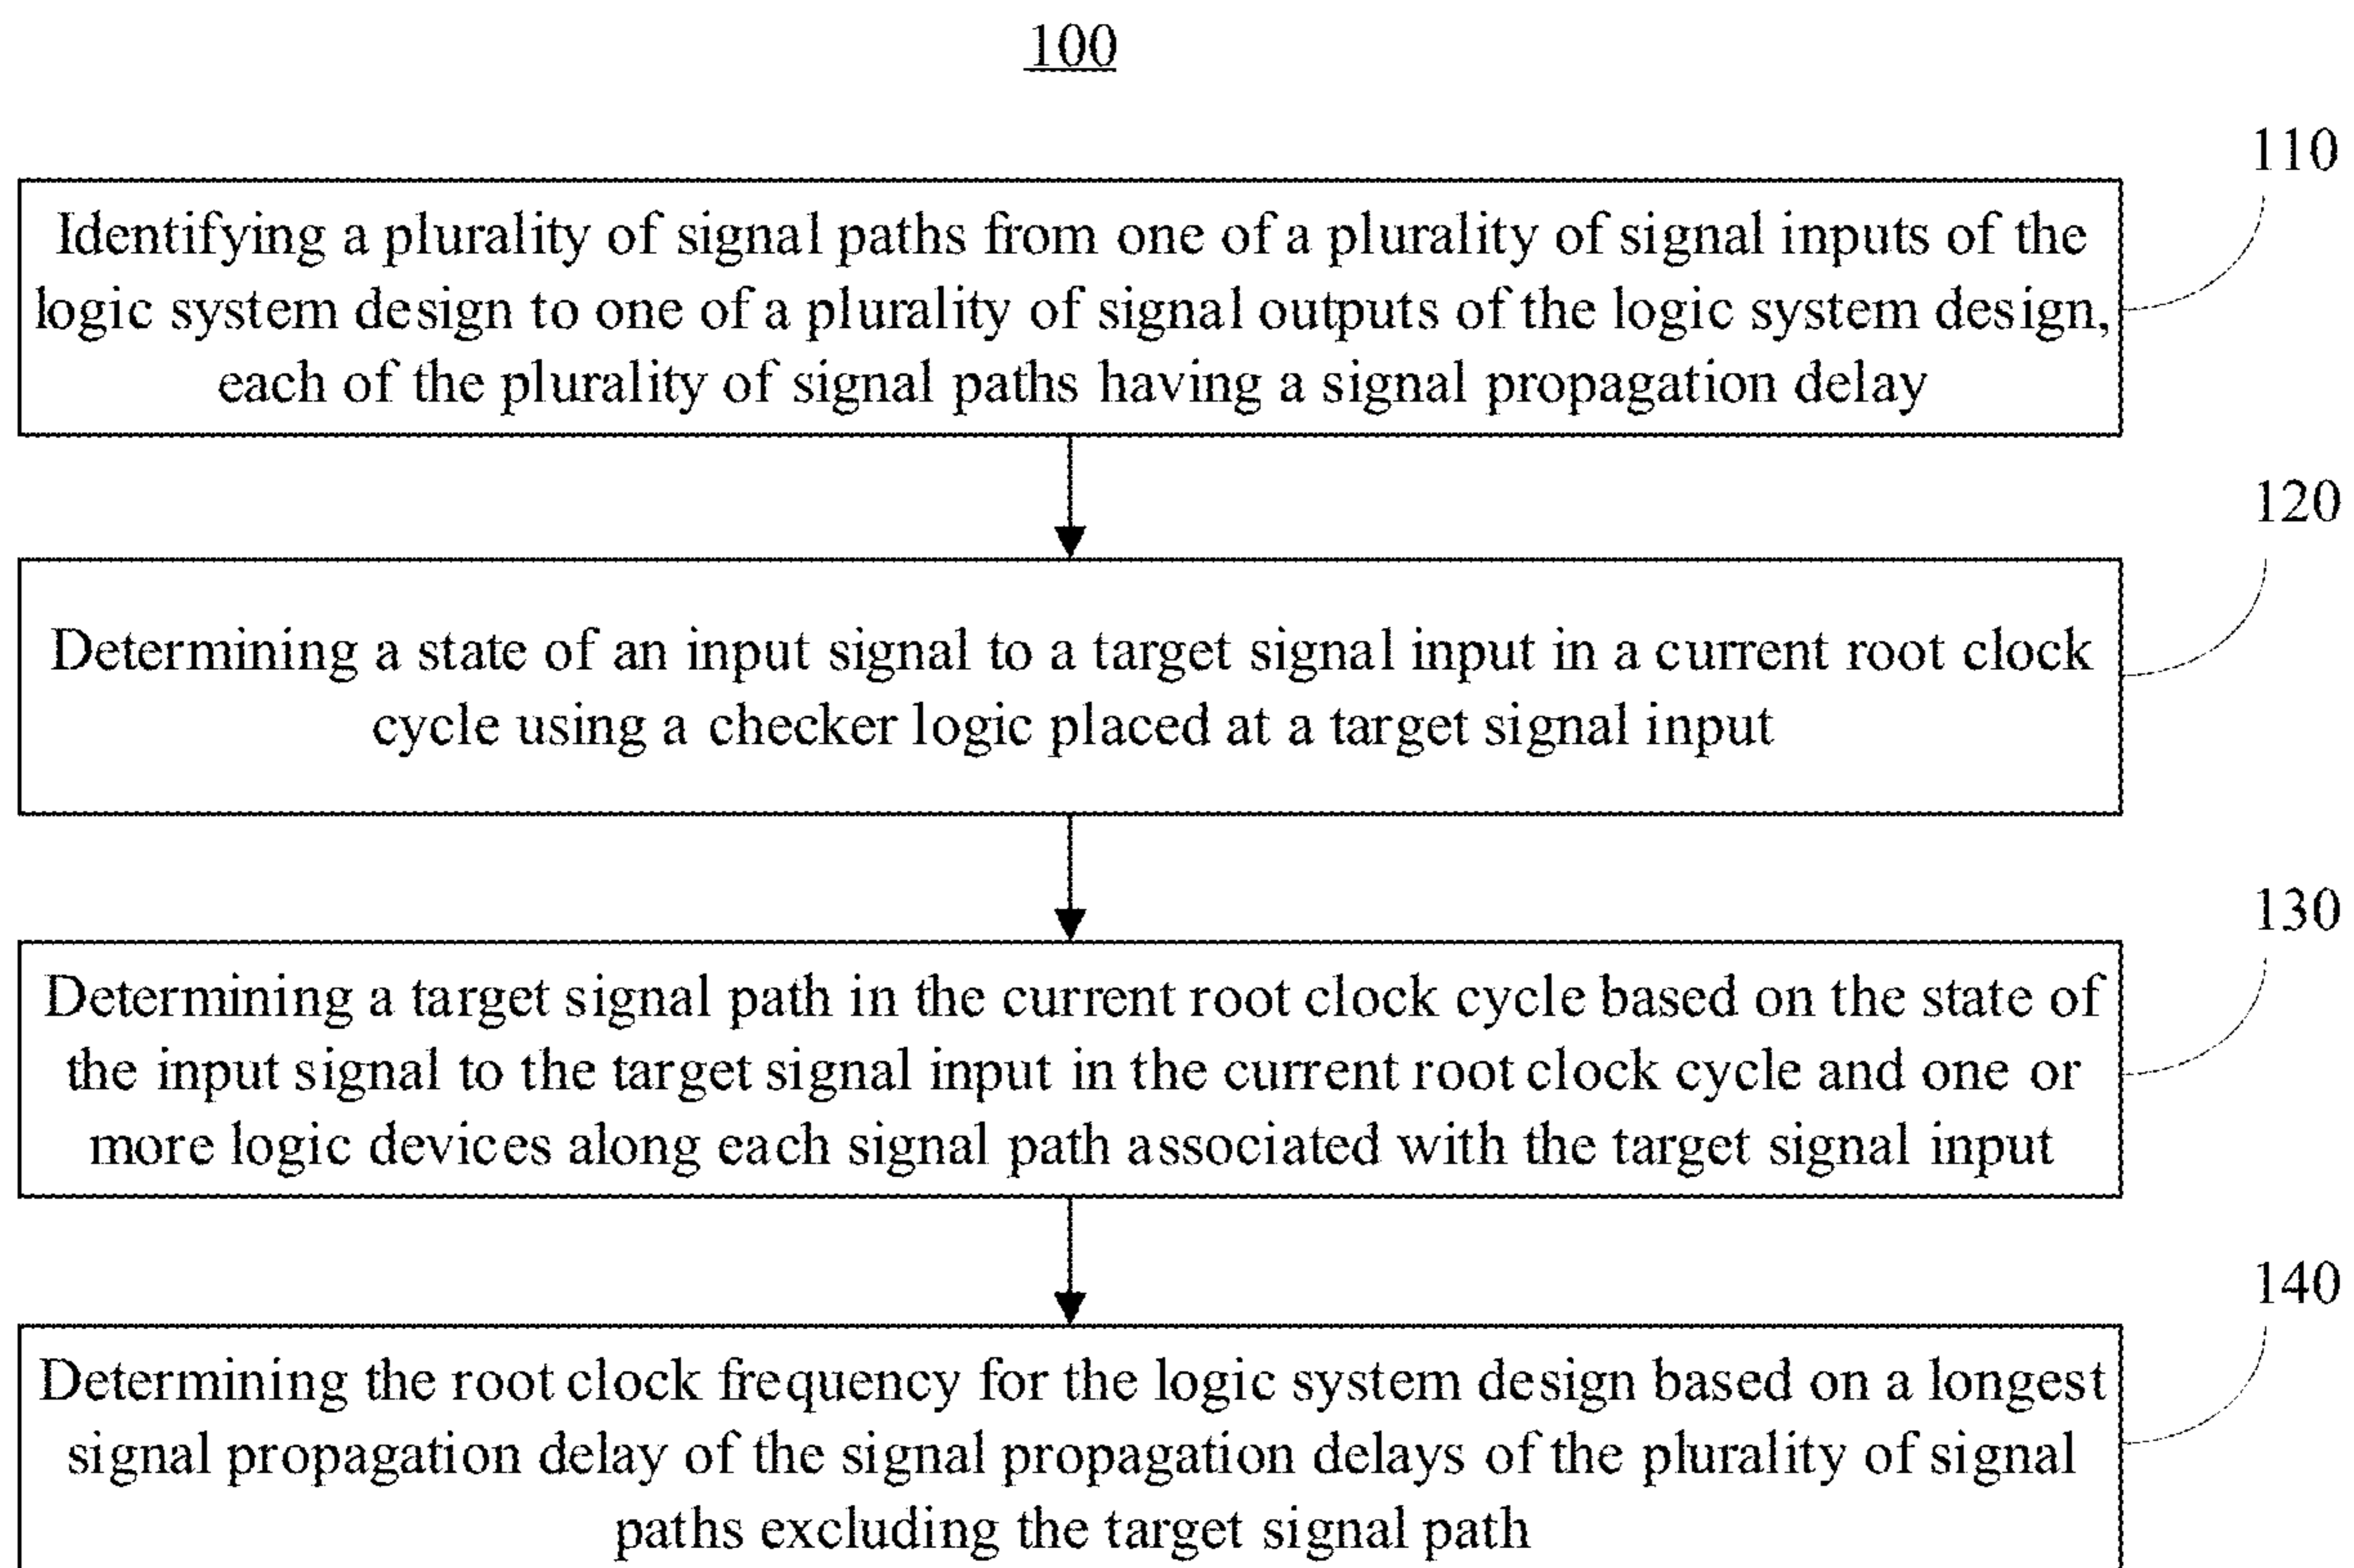 100
110
Identifying a plurality of signal paths from one of a plurality of signal inputs of the
logic system design to one of a plurality of signal outputs of the logic system design,
each of the plurality of signal paths having a signal propagation delay
120
Determining a state of an input signal to a target signal input in a current root clock
cycle using a checker logic placed at a target signal input
130
Determining a target signal path in the current root clock cycle based on the state of
the input signal to the target signal input in the current root clock cycle and one or
more logic devices along each signal path associated with the target signal input
140
Determining the root clock frequency for the logic system design based on a longest
signal propagation delay of the signal propagation delays of the plurality of signal
paths excluding the target signal path